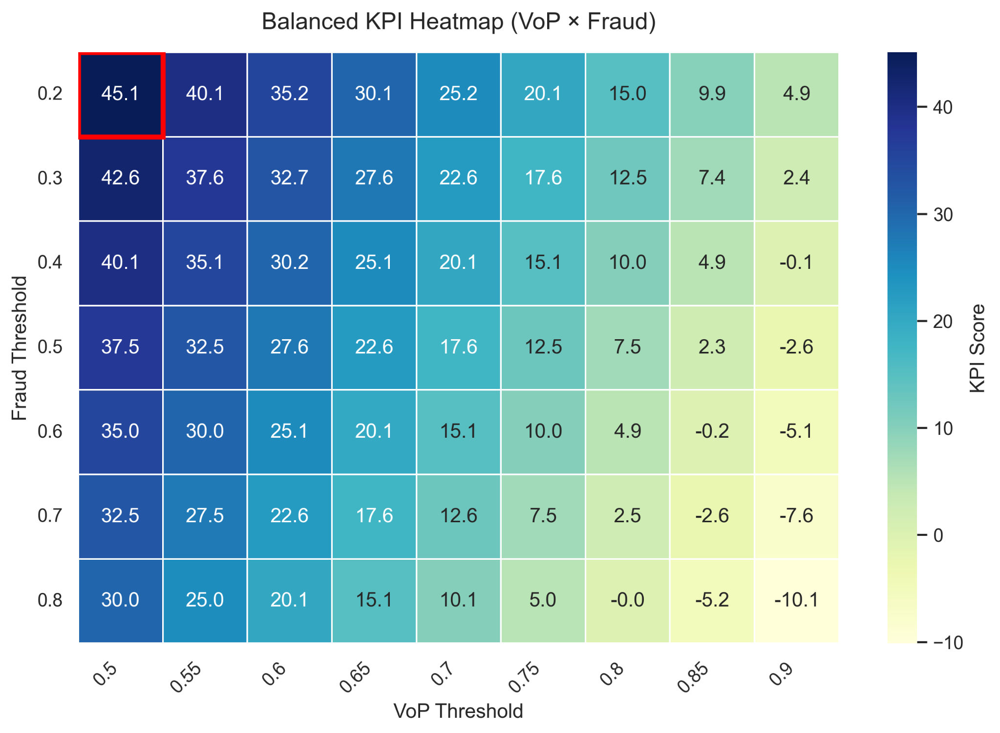 Balanced KPI Heatmap (VoP × Fraud)
Fraud Threshold
0.2 45.1 40.1 35.2 30.1 25.2 20.1 15.0 9.9 4.9
0.3 42.6 37.6 32.7 27.6 22.6 17.6 12.5 7.4 2.4
0.4 40.1 35.1 30.2 25.1 20.1 15.1 10.0 4.9 -0.1
0.5 37.5 32.5 27.6 22.6 17.6 12.5 7.5 2.3 -2.6
0.6 35.0 30.0 25.1 20.1 15.1 10.0 4.9 -0.2 -5.1
0.7 32.5 27.5 22.6 17.6 12.6 7.5 2.5 -2.6 -7.6
0.8 30.0 25.0 20.1 15.1 10.1 5.0 -0.0 -5.2 -10.1
0.5 0.55 0.6 0.65 0.7 0.75 0.8 0.85 0.9
VoP Threshold
40
30
20
10
0
−10
KPI Score